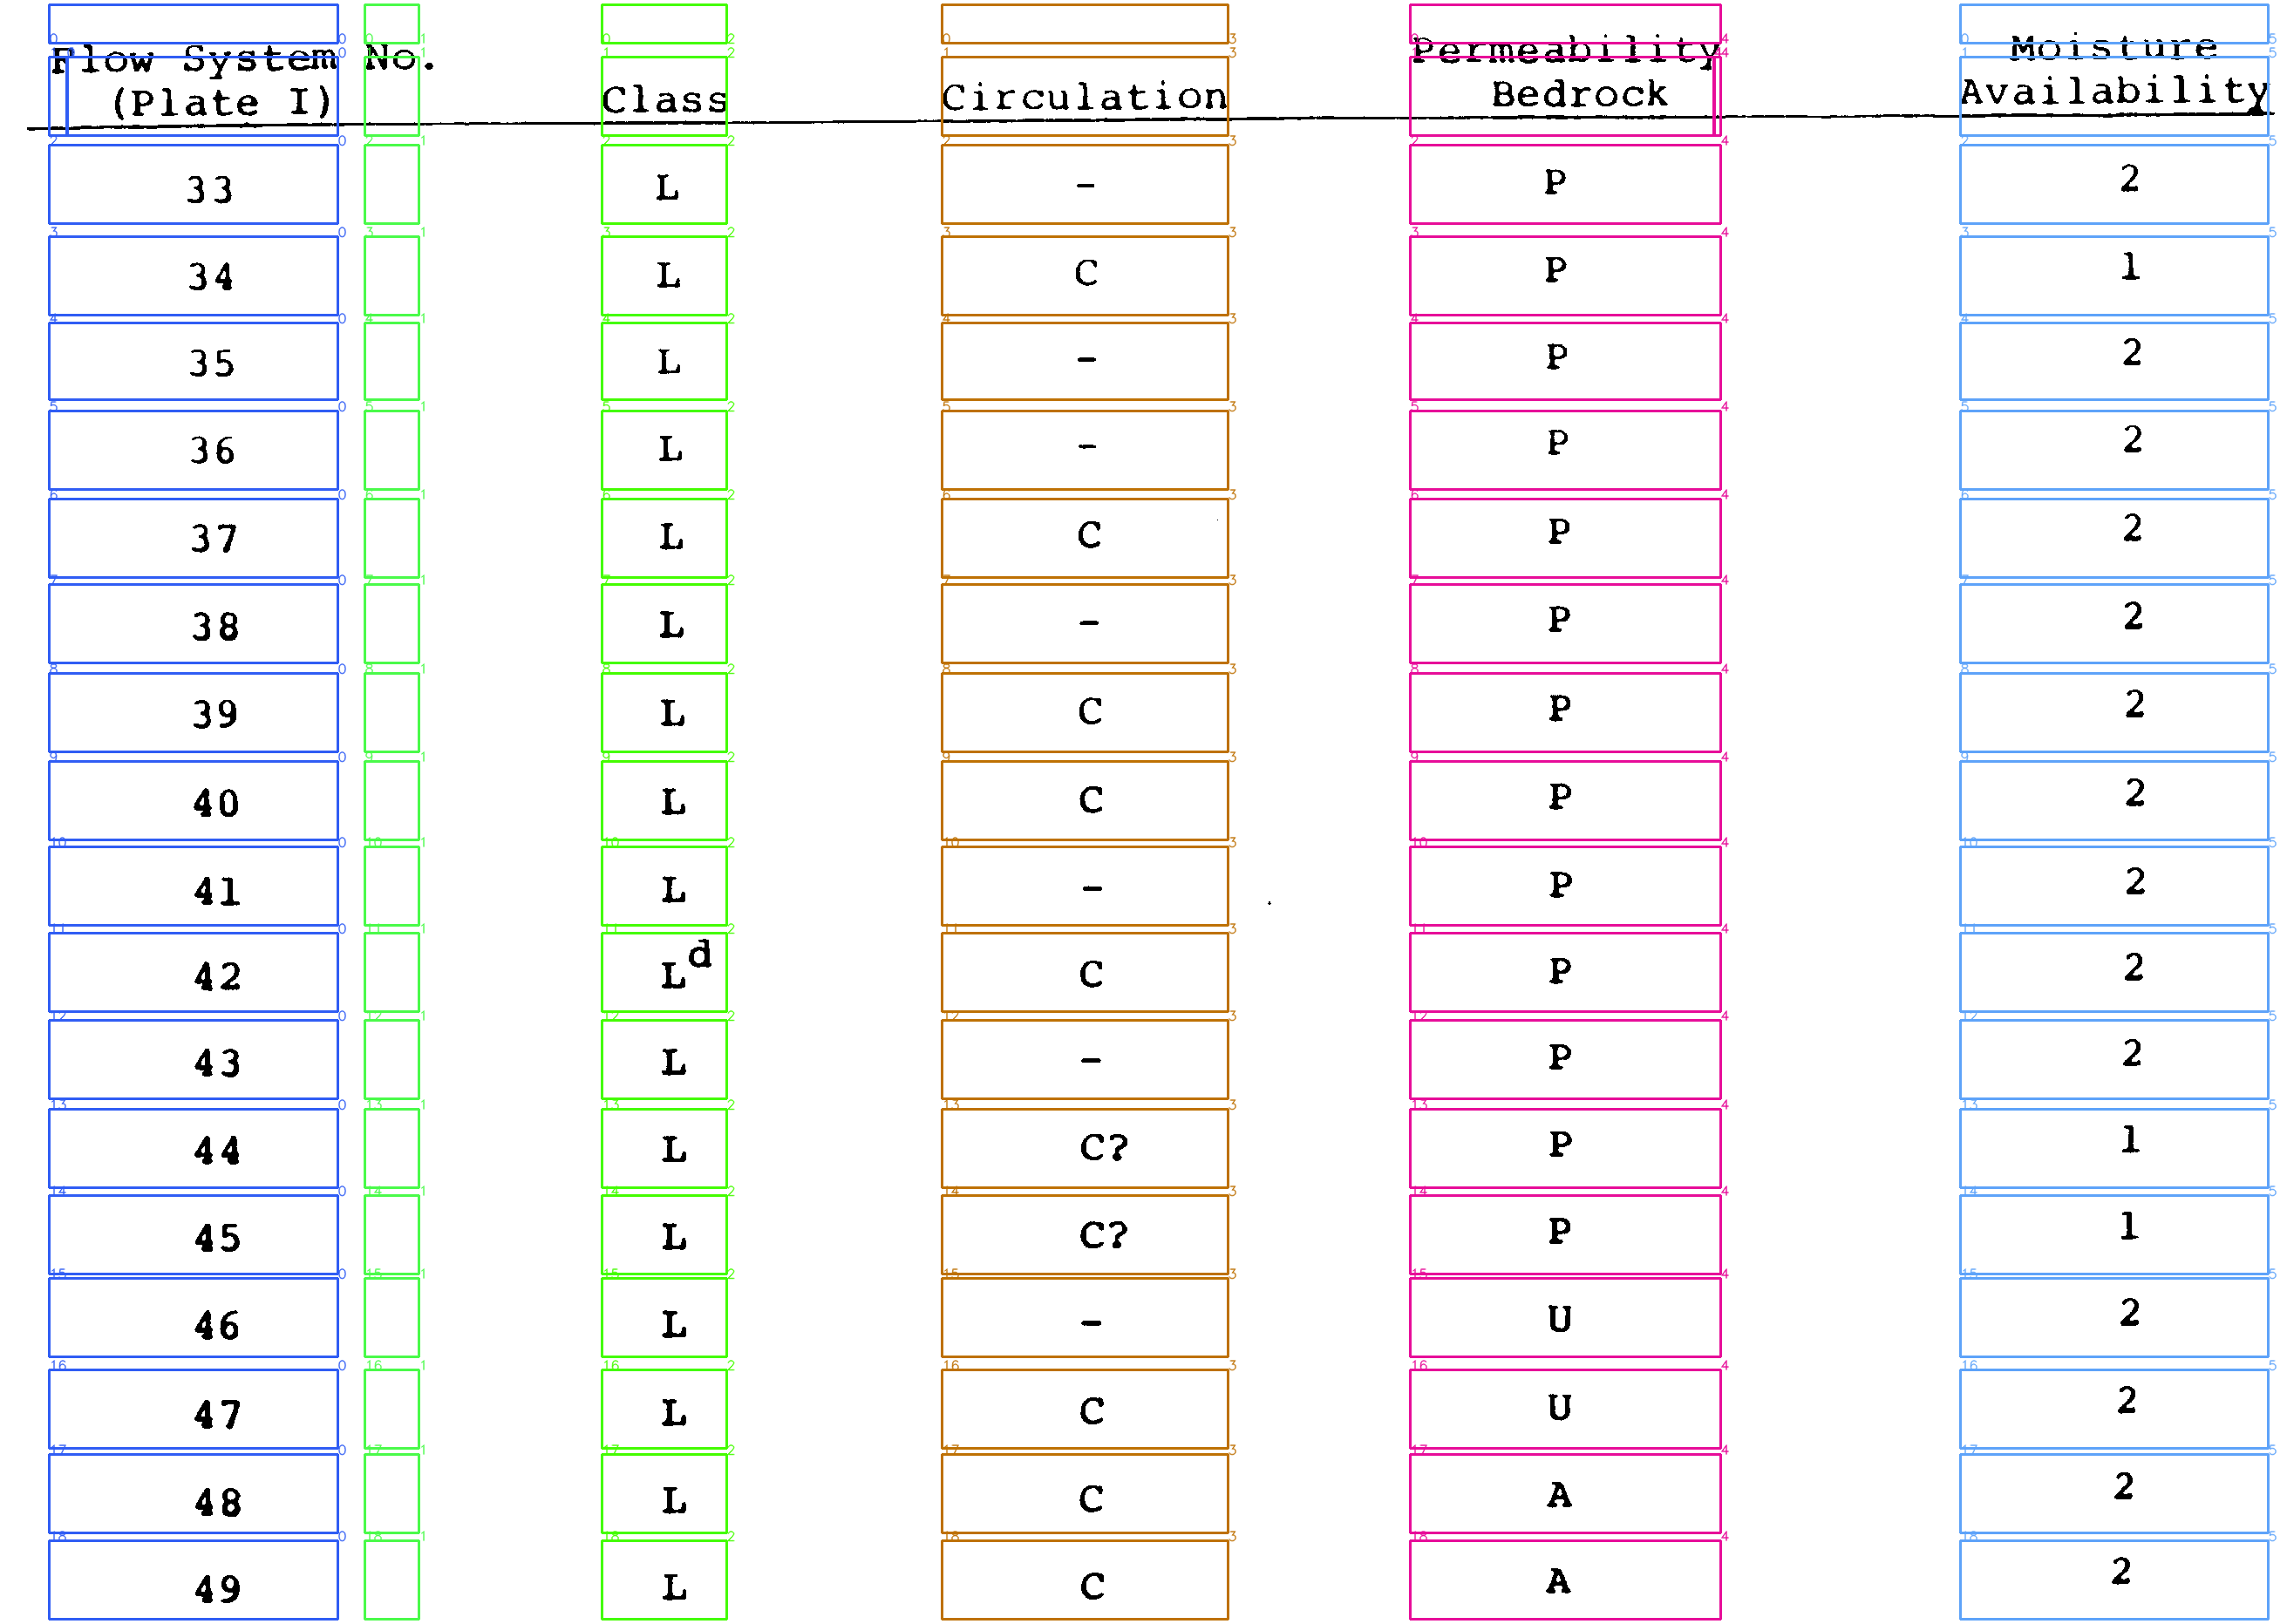 Flow System No. Permeability Moisture
(Plate I) Class Circulation Bedrock Availability
33 L - P 2
34 L C P 1
35 L - P 2
36 L - P 2
37 L C P 2
38 L - P 2
39 L C P 2
40 L C P 2
41 L - P 2
42 L^d C P 2
43 L - P 2
44 L C? P 1
45 L C? P 1
46 L - U 2
47 L C U 2
48 L C A 2
49 L C A 2